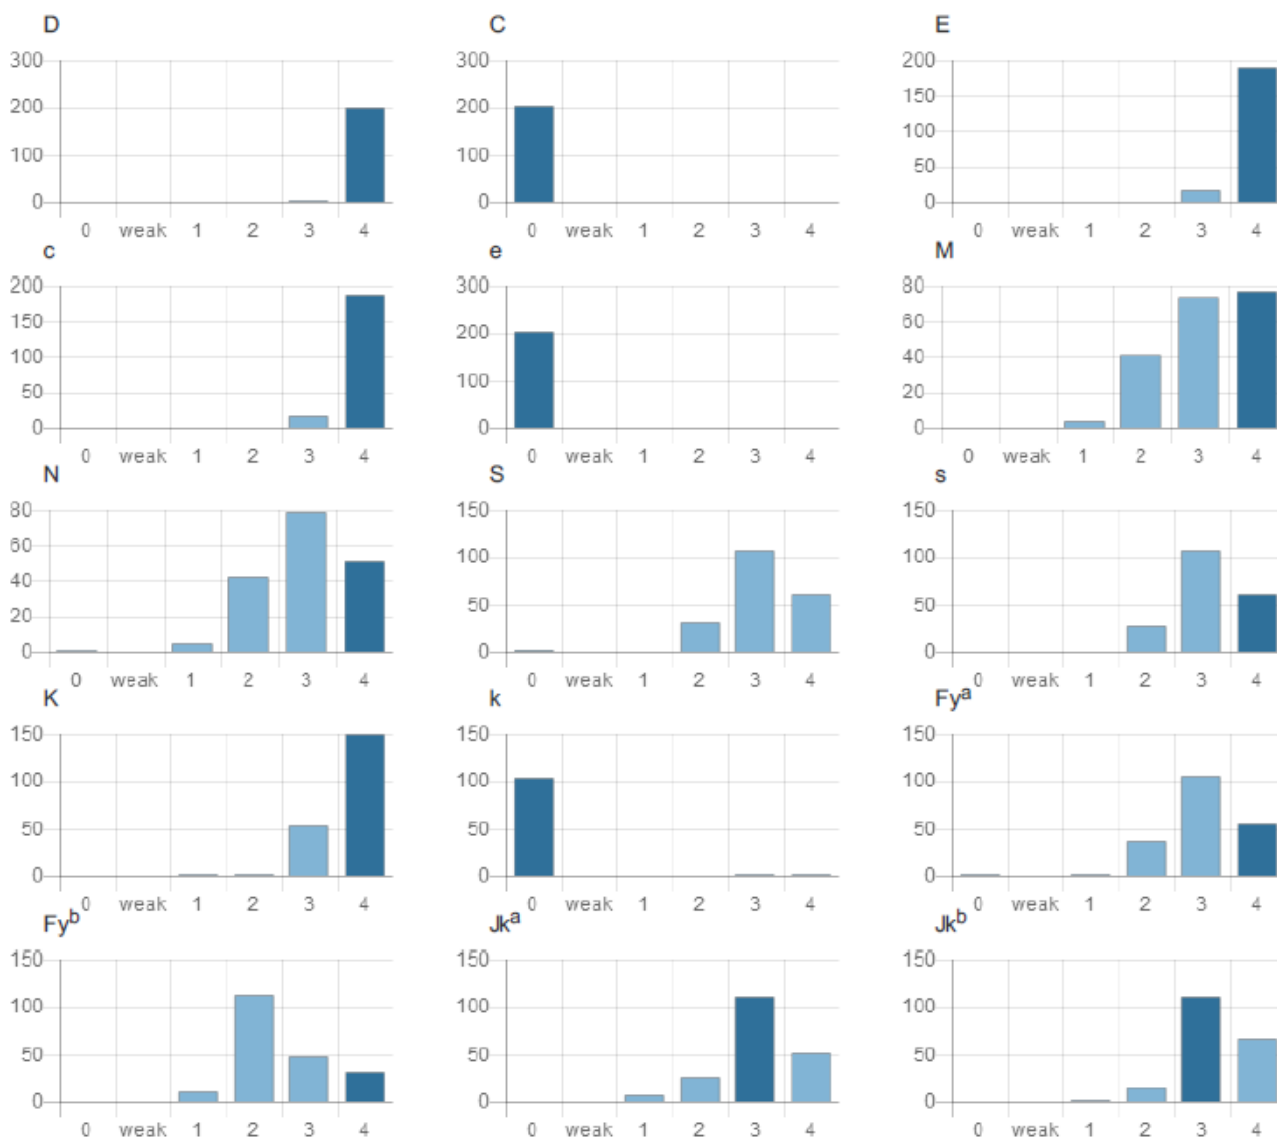 D C E
300 300 200
200 200 150
100 100 100
0 0 50
0
0 weak 1 2 3 4 0 weak 1 2 3 4 0 weak 1 2 3 4
c e M
200 300 80
150 200 60
100 100 40
50 0 20
0 0
0 weak 1 2 3 4 0 weak 1 2 3 4 0 weak 1 2 3 4
N S s
80 150 150
60 100 100
40 50 50
20 0 0
0
0 weak 1 2 3 4 0 weak 1 2 3 4 0 weak 1 2 3 4
K k Fyᵃ
150 150 150
100 100 100
50 50 50
0 0 0
0 weak 1 2 3 4 0 weak 1 2 3 4 0 weak 1 2 3 4
Fyᵇ Jkᵃ Jkᵇ
150 150 150
100 100 100
50 50 50
0 0 0
0 weak 1 2 3 4 0 weak 1 2 3 4 0 weak 1 2 3 4